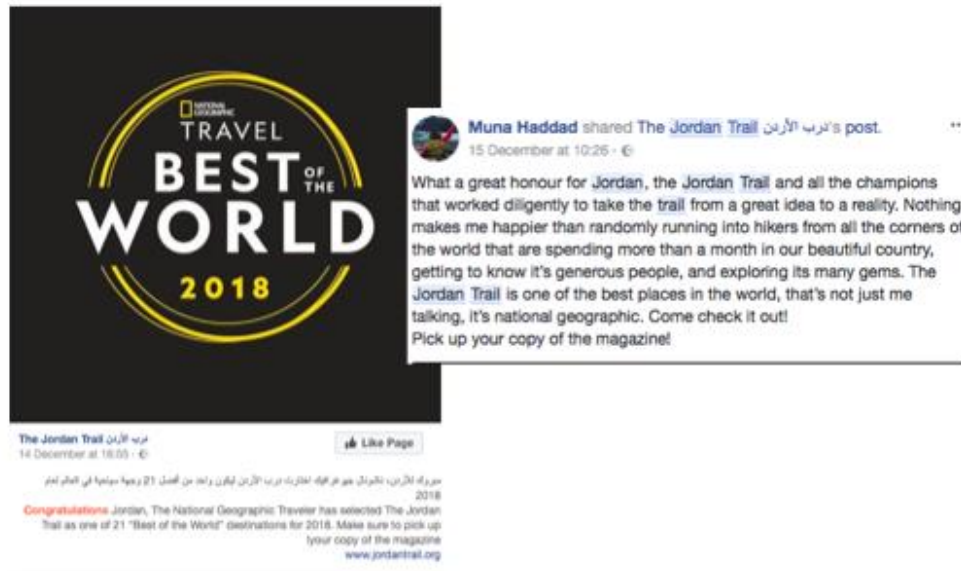 NATIONAL
GEOGRAPHIC
TRAVEL
BEST OF THE
WORLD
2018
Muna Haddad shared The Jordan Trail درب الأردن's post.
15 December at 10:26
What a great honour for Jordan, the Jordan Trail and all the champions
that worked diligently to take the trail from a great idea to a reality. Nothing
makes me happier than randomly running into hikers from all the corners of
the world that are spending more than a month in our beautiful country,
getting to know it's generous people, and exploring its many gems. The
Jordan Trail is one of the best places in the world, that's not just me
talking, it's national geographic. Come check it out!
Pick up your copy of the magazine!
The Jordan Trail درب الأردن
14 December at 16:55
Like Page
مبروك للأردن، ناشونال جيوغرافيك اختارت درب الأردن ليكون واحد من أفضل 21 وجهة سياحية في العالم لعام
2018
Congratulations Jordan, The National Geographic Traveler has selected The Jordan
Trail as one of 21 "Best of the World" destinations for 2018. Make sure to pick up
!your copy of the magazine
www.jordantrail.org